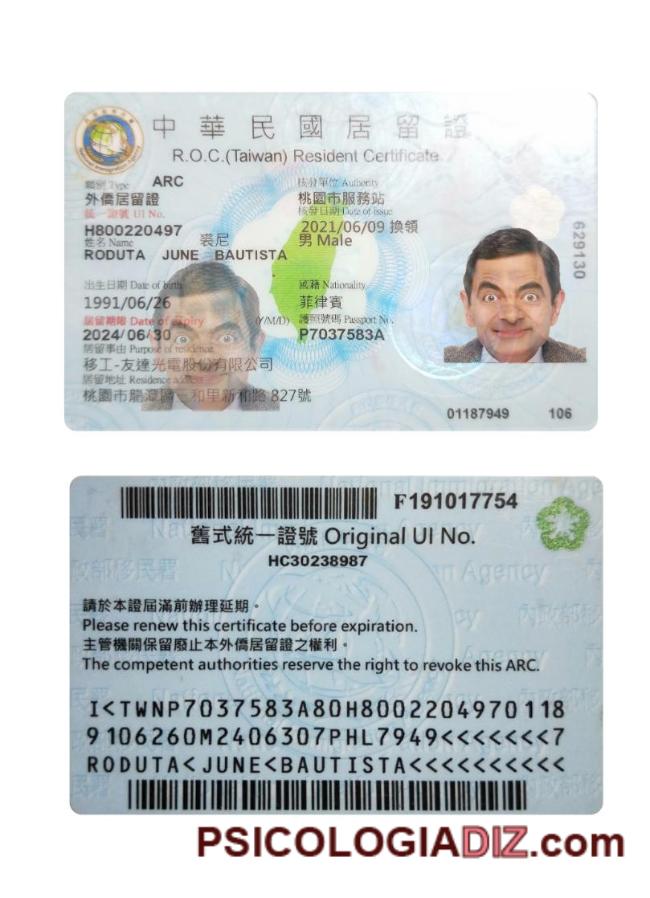 中華民國居留證
R.O.C.(Taiwan) Resident Certificate
類別 Type ARC
核發單位 Authority
外僑居留證
桃園市服務站
統一證號 UI No.
核發日期 Date of issue
H800220497
2021/06/09 換領
姓名 Name 裘尼
男 Male
RODUTA JUNE BAUTISTA
629130
出生日期 Date of birth
國籍 Nationality
1991/06/26
菲律賓
居留期限 Date of expiry (Y/M/D)
護照號碼 Passport No.
2024/06/30
P7037583A
居留事由 Purpose of residence
移工-友達光電股份有限公司
居留地址 Residence address
桃園市龍潭區三和里新和路 827號
01187949 106
F191017754
舊式統一證號 Original UI No.
HC30238987
請於本證屆滿前辦理延期。
Please renew this certificate before expiration.
主管機關保留廢止本外僑居留證之權利。
The competent authorities reserve the right to revoke this ARC.
I<TWNP7037583A80H8002204970118
9106260M2406307PHL7949<<<<<<<7
RODUTA<JUNE<BAUTISTA<<<<<<<<<<
PSICOLOGIADIZ.com